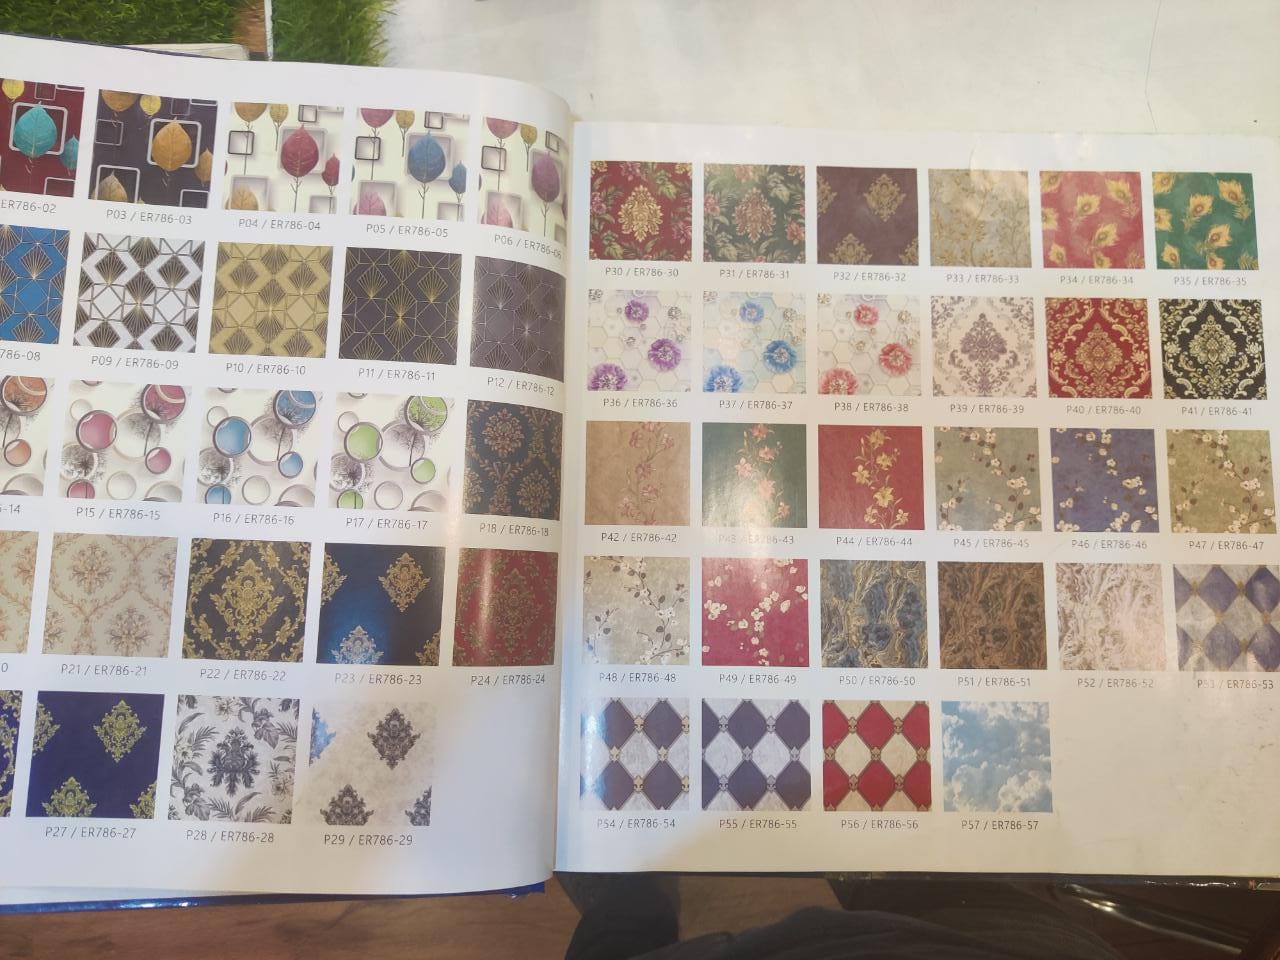 ER786-02
P03 / ER786-03
P04 / ER786-04
P05 / ER786-05
P06 / ER786-06
786-08
P09 / ER786-09
P10 / ER786-10
P11 / ER786-11
P12 / ER786-12
-14
P15 / ER786-15
P16 / ER786-16
P17 / ER786-17
P18 / ER786-18
0
P21 / ER786-21
P22 / ER786-22
P23 / ER786-23
P24 / ER786-24
P27 / ER786-27
P28 / ER786-28
P29 / ER786-29
P30 / ER786-30
P31 / ER786-31
P32 / ER786-32
P33 / ER786-33
P34 / ER786-34
P35 / ER786-35
P36 / ER786-36
P37 / ER786-37
P38 / ER786-38
P39 / ER786-39
P40 / ER786-40
P41 / ER786-41
P42 / ER786-42
P43 / ER786-43
P44 / ER786-44
P45 / ER786-45
P46 / ER786-46
P47 / ER786-47
P48 / ER786-48
P49 / ER786-49
P50 / ER786-50
P51 / ER786-51
P52 / ER786-52
P53 / ER786-53
P54 / ER786-54
P55 / ER786-55
P56 / ER786-56
P57 / ER786-57